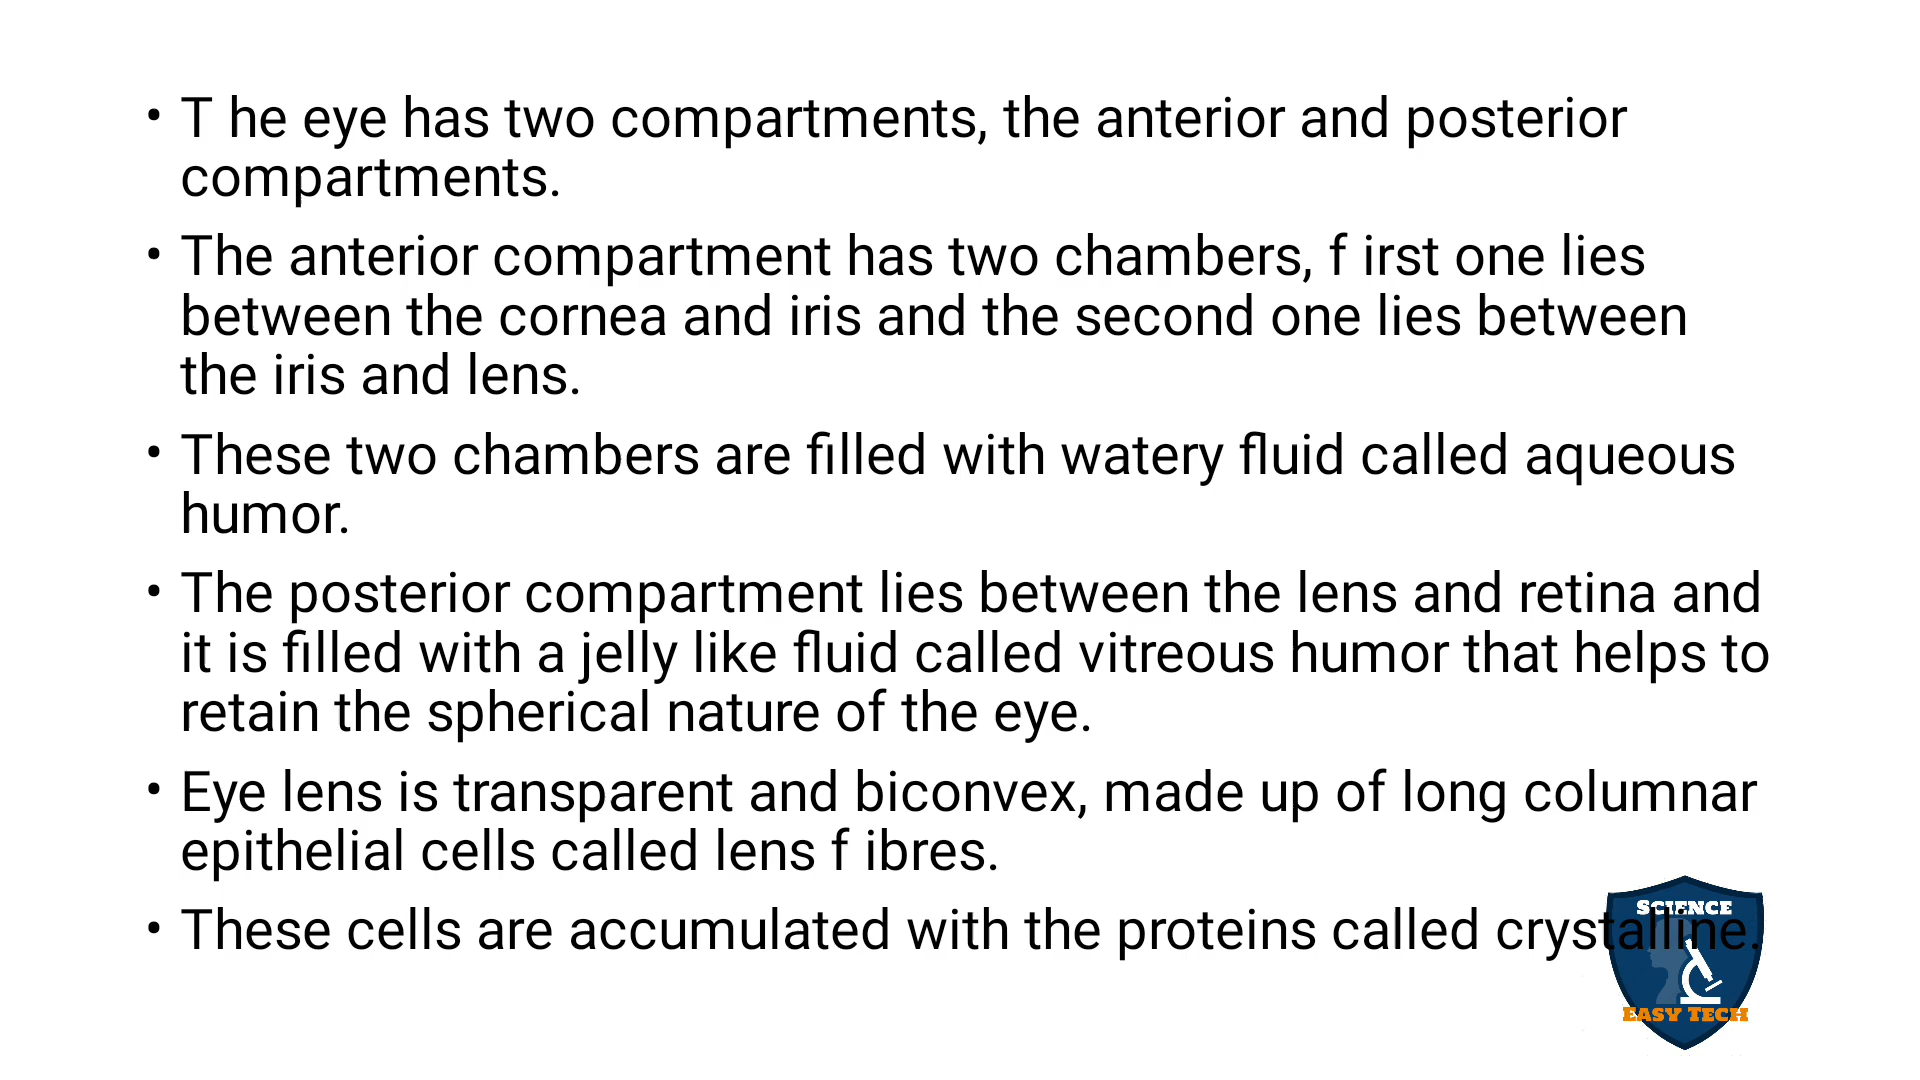 • T he eye has two compartments, the anterior and posterior
compartments.
• The anterior compartment has two chambers, f irst one lies
between the cornea and iris and the second one lies between
the iris and lens.
• These two chambers are filled with watery fluid called aqueous
humor.
• The posterior compartment lies between the lens and retina and
it is filled with a jelly like fluid called vitreous humor that helps to
retain the spherical nature of the eye.
• Eye lens is transparent and biconvex, made up of long columnar
epithelial cells called lens f ibres.
• These cells are accumulated with the proteins called crystalline.
SCIENCE
EASY TECH